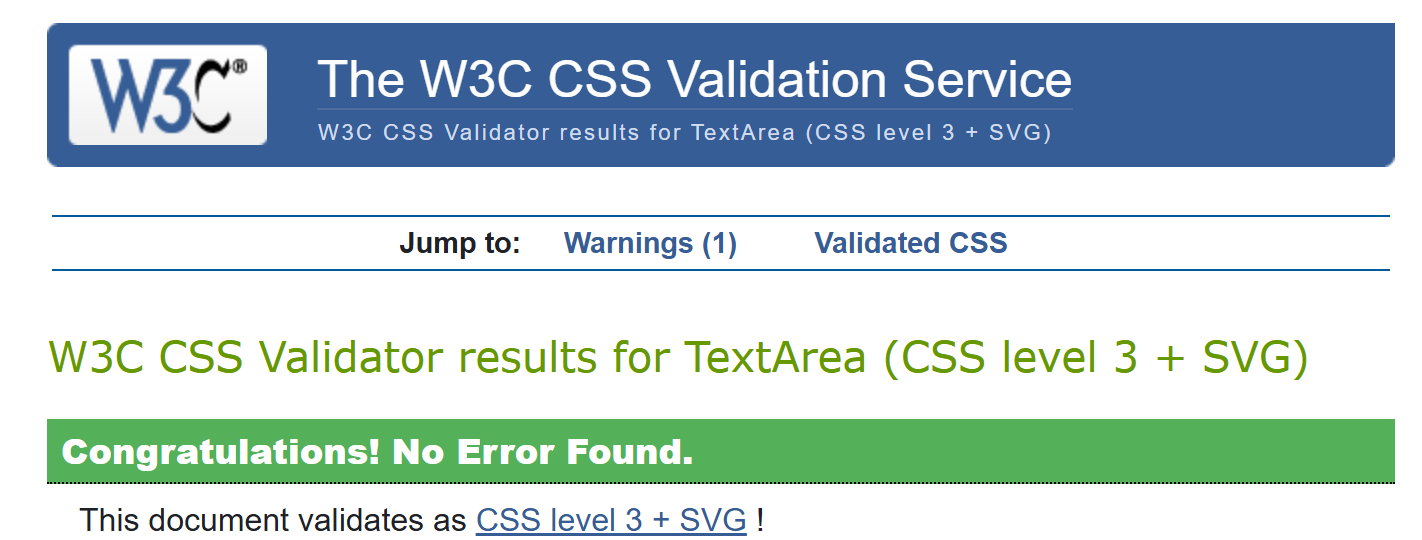 W3C®
The W3C CSS Validation Service
W3C CSS Validator results for TextArea (CSS level 3 + SVG)
Jump to: Warnings (1) Validated CSS
W3C CSS Validator results for TextArea (CSS level 3 + SVG)
Congratulations! No Error Found.
This document validates as CSS level 3 + SVG !